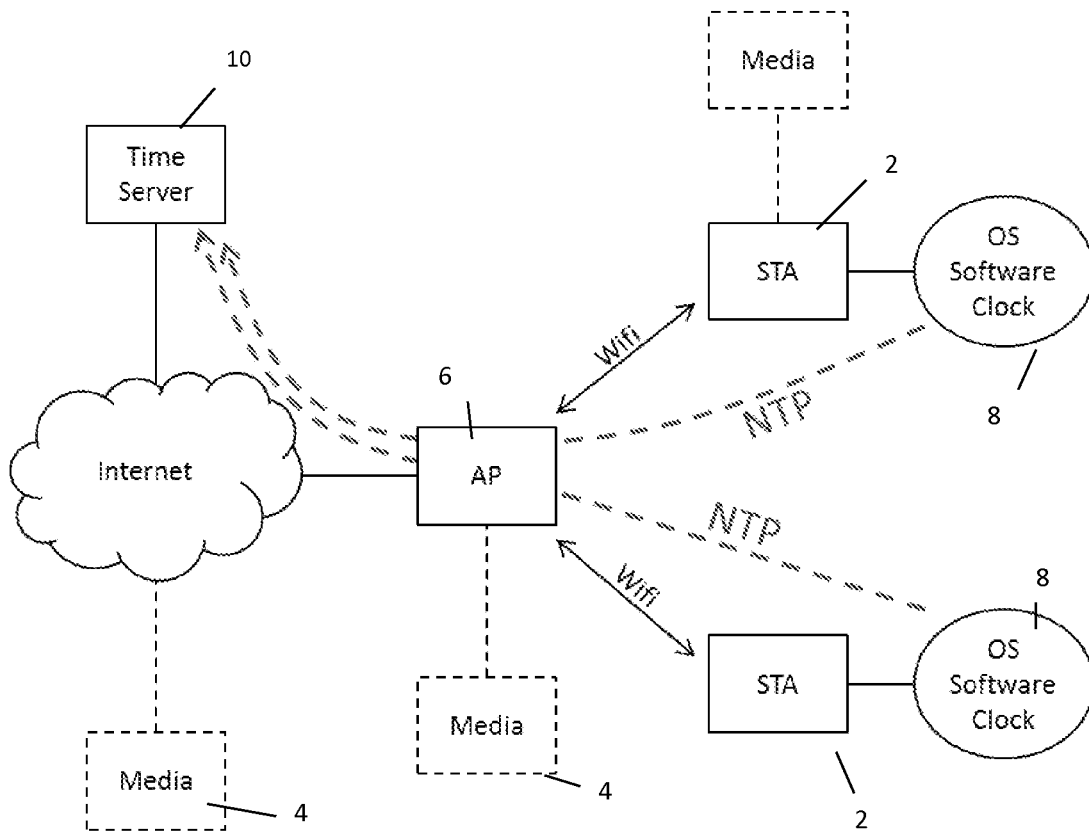 Media
10
Time
Server
2
STA
OS
Software
Clock
Wifi
6
NTP
8
Internet
AP
NTP
Wifi
8
STA
OS
Software
Clock
Media
Media
4
4
2